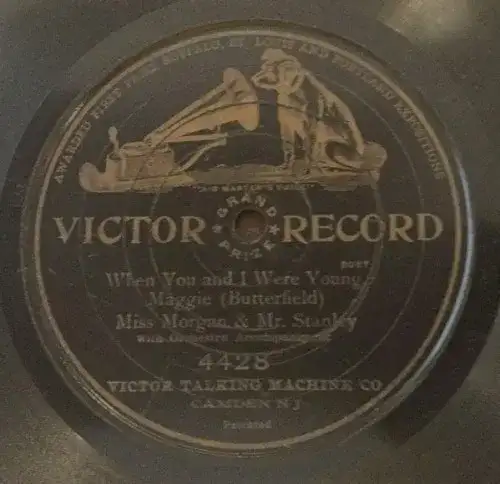 AWARDED FIRST PRIZE BUFFALO, ST. LOUIS AND PORTLAND EXPOSITIONS
"HIS MASTER'S VOICE"
GRAND PRIZE
VICTOR RECORD
DUET
When You and I Were Young,
Maggie (Butterfield)
Miss Morgan & Mr. Stanley
With Orchestra Accompaniment
4428
VICTOR TALKING MACHINE CO
CAMDEN N J
Patented